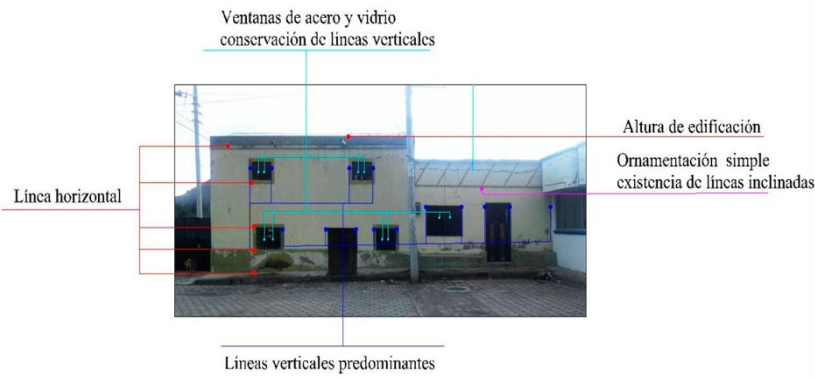 Ventanas de acero y vidrio
conservación de líneas verticales
Altura de edificación
Ornamentación simple
existencia de líneas inclinadas
Línea horizontal
Líneas verticales predominantes